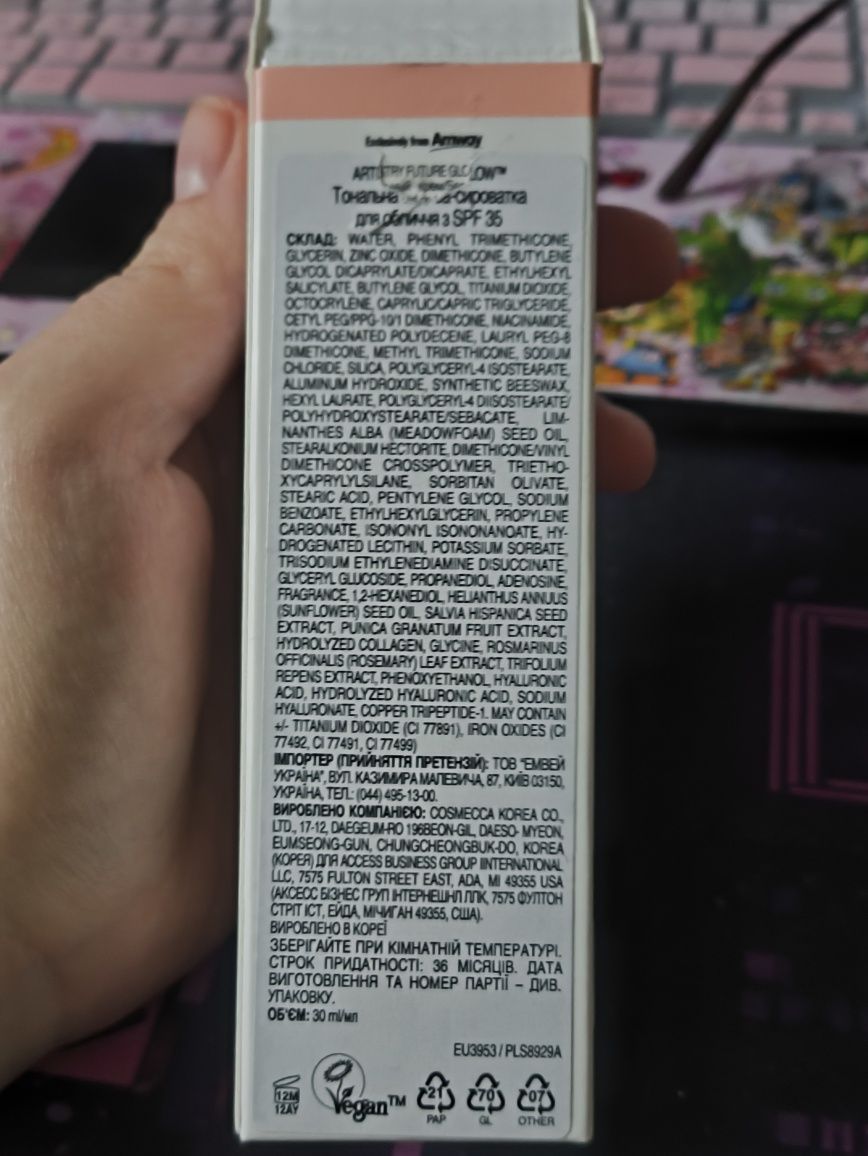 Exclusively from Amway
ARTISTRY FUTURE GLOW™
Тональна сироватка
для обличчя з SPF 35
СКЛАД: WATER, PHENYL TRIMETHICONE,
GLYCERIN, ZINC OXIDE, DIMETHICONE, BUTYLENE
GLYCOL DICAPRYLATE/DICAPRATE, ETHYLHEXYL
SALICYLATE, BUTYLENE GLYCOL, TITANIUM DIOXIDE,
OCTOCRYLENE, CAPRYLIC/CAPRIC TRIGLYCERIDE,
CETYL PEG/PPG-10/1 DIMETHICONE, NIACINAMIDE,
HYDROGENATED POLYDECENE, LAURYL PEG-8
DIMETHICONE, METHYL TRIMETHICONE, SODIUM
CHLORIDE, SILICA, POLYGLYCERYL-4 ISOSTEARATE,
ALUMINUM HYDROXIDE, SYNTHETIC BEESWAX,
HEXYL LAURATE, POLYGLYCERYL-4 DIISOSTEARATE/
POLYHYDROXYSTEARATE/SEBACATE, LIM-
NANTHES ALBA (MEADOWFOAM) SEED OIL,
STEARALKONIUM HECTORITE, DIMETHICONE/VINYL
DIMETHICONE CROSSPOLYMER, TRIETHO-
XYCAPRYLYLSILANE, SORBITAN OLIVATE,
STEARIC ACID, PENTYLENE GLYCOL, SODIUM
BENZOATE, ETHYLHEXYLGLYCERIN, PROPYLENE
CARBONATE, ISONONYL ISONONANOATE, HY-
DROGENATED LECITHIN, POTASSIUM SORBATE,
TRISODIUM ETHYLENEDIAMINE DISUCCINATE,
GLYCERYL GLUCOSIDE, PROPANEDIOL, ADENOSINE,
FRAGRANCE, 1,2-HEXANEDIOL, HELIANTHUS ANNUUS
(SUNFLOWER) SEED OIL, SALVIA HISPANICA SEED
EXTRACT, PUNICA GRANATUM FRUIT EXTRACT,
HYDROLYZED COLLAGEN, GLYCINE, ROSMARINUS
OFFICINALIS (ROSEMARY) LEAF EXTRACT, TRIFOLIUM
REPENS EXTRACT, PHENOXYETHANOL, HYALURONIC
ACID, HYDROLYZED HYALURONIC ACID, SODIUM
HYALURONATE, COPPER TRIPEPTIDE-1. MAY CONTAIN
+/- TITANIUM DIOXIDE (CI 77891), IRON OXIDES (CI
77492, CI 77491, CI 77499)
ІМПОРТЕР (ПРИЙНЯТТЯ ПРЕТЕНЗІЙ): ТОВ "ЕМВЕЙ
УКРАЇНА", ВУЛ. КАЗИМИРА МАЛЕВИЧА, 87, КИЇВ 03150,
УКРАЇНА, ТЕЛ.: (044) 495-13-00.
ВИРОБЛЕНО КОМПАНІЄЮ: COSMECCA KOREA CO.,
LTD., 17-12, DAEGEUM-RO 196BEON-GIL, DAESO- MYEON,
EUMSEONG-GUN, CHUNGCHEONGBUK-DO, KOREA
(КОРЕЯ) ДЛЯ ACCESS BUSINESS GROUP IINTERNATIONAL
LLC, 7575 FULTON STREET EAST, ADA, MI 49355 USA
(АКСЕСС БІЗНЕС ГРУП ІНТЕРНЕШНЛ ЛЛК, 7575 ФУЛТОН
СТРІТ ІСТ, ЕЙДА, МІЧИГАН 49355, США).
ВИРОБЛЕНО В КОРЕЇ
ЗБЕРІГАЙТЕ ПРИ КІМНАТНІЙ ТЕМПЕРАТУРІ.
СТРОК ПРИДАТНОСТІ: 36 МІСЯЦІВ. ДАТА
ВИГОТОВЛЕННЯ ТА НОМЕР ПАРТІЇ – ДИВ.
УПАКОВКУ.
ОБ'ЄМ: 30 ml/мл
EU3953 / PLS8929A
12M
12AY
Vegan™
21
PAP
70
GL
07
OTHER